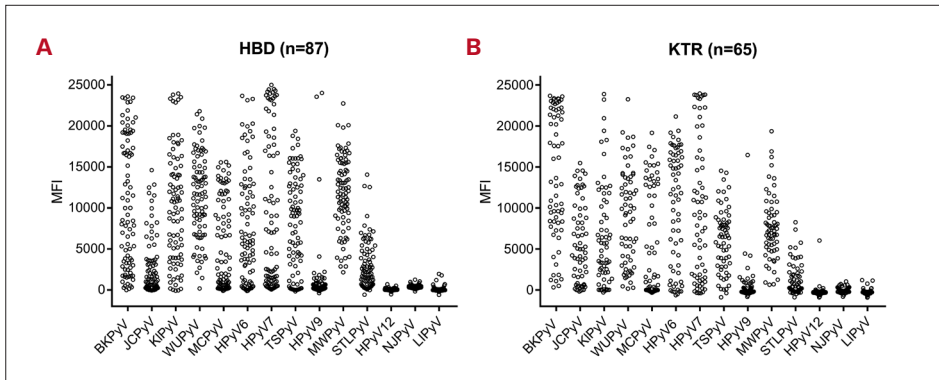 A
HBD (n=87)
MFI
25000
20000
15000
10000
5000
0
BKPyV
JCPyV
KIPyV
WUPyV
MCPyV
HPyV6
HPyV7
TSPyV
HPyV9
MWPyV
STLPyV
HPyV12
NJPyV
LIPyV
B
KTR (n=65)
MFI
25000
20000
15000
10000
5000
0
BKPyV
JCPyV
KIPyV
WUPyV
MCPyV
HPyV6
HPyV7
TSPyV
HPyV9
MWPyV
STLPyV
HPyV12
NJPyV
LIPyV